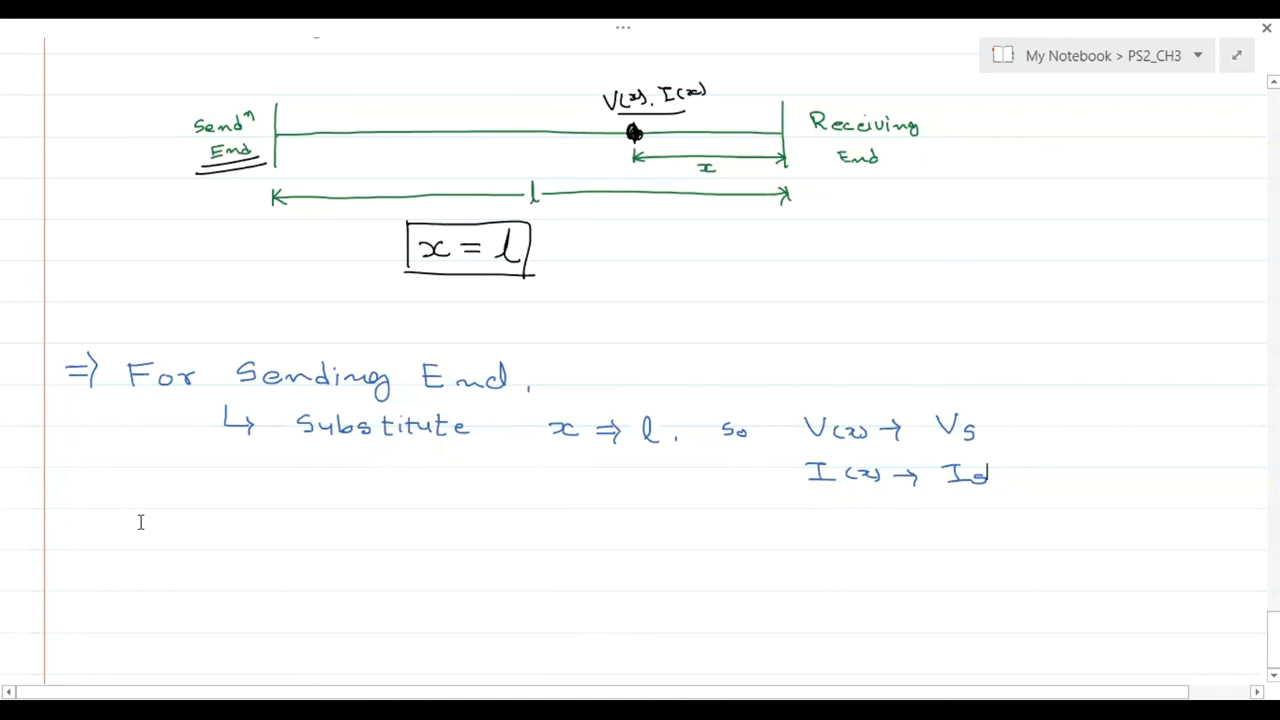 My Notebook > PS2_CH3
V(x), I(x)
Sendⁿ
End
Receiving
End
x
l
x = l
⇒ For Sending End,
↳ Substitute x ⇒ l, so V(x) → Vs
I(x) → Is